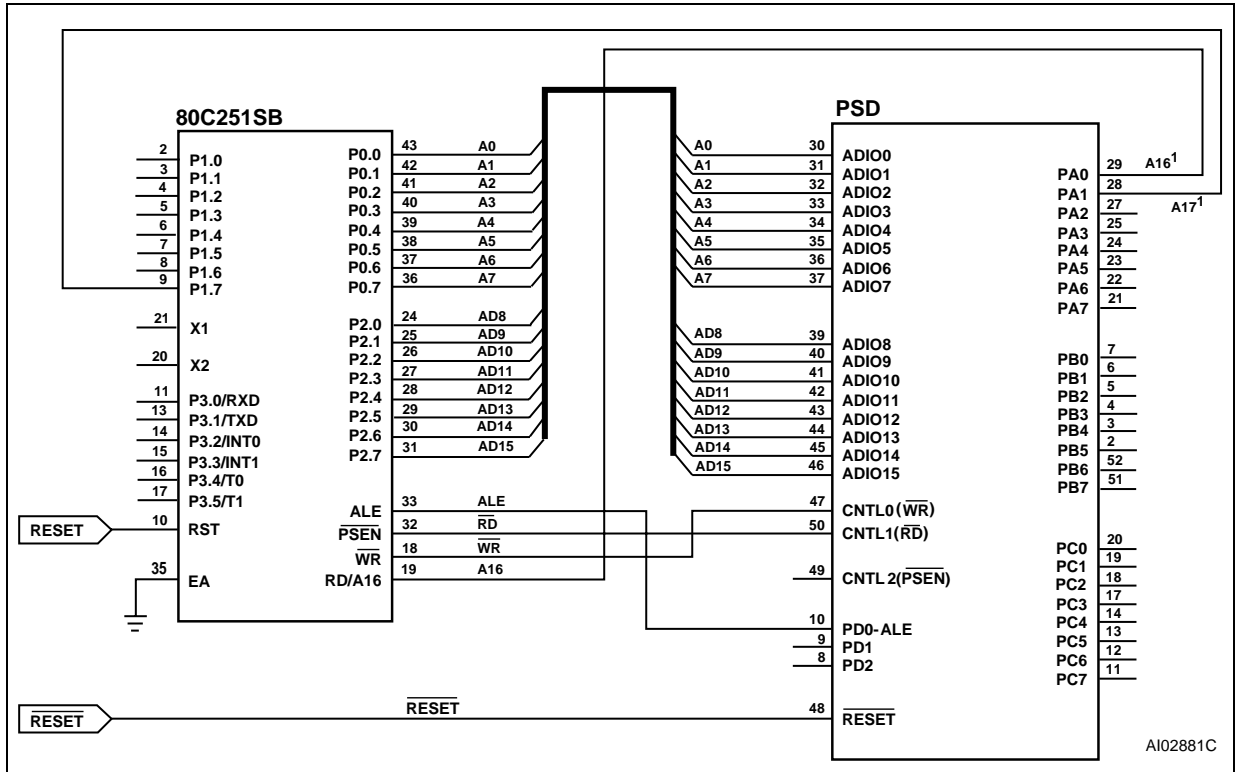 80C251SB
PSD
2 P1.0
3 P1.1
4 P1.2
5 P1.3
6 P1.4
7 P1.5
8 P1.6
9 P1.7
21 X1
20 X2
11 P3.0/RXD
13 P3.1/TXD
14 P3.2/INT0
15 P3.3/INT1
16 P3.4/T0
17 P3.5/T1
RESET 10 RST
35 EA
P0.0 43 A0
P0.1 42 A1
P0.2 41 A2
P0.3 40 A3
P0.4 39 A4
P0.5 38 A5
P0.6 37 A6
P0.7 36 A7
P2.0 24 AD8
P2.1 25 AD9
P2.2 26 AD10
P2.3 27 AD11
P2.4 28 AD12
P2.5 29 AD13
P2.6 30 AD14
P2.7 31 AD15
ALE 33 ALE
PSEN 32 RD
WR 18 WR
RD/A16 19 A16
A0 30 ADIO0
A1 31 ADIO1
A2 32 ADIO2
A3 33 ADIO3
A4 34 ADIO4
A5 35 ADIO5
A6 36 ADIO6
A7 37 ADIO7
AD8 39 ADIO8
AD9 40 ADIO9
AD10 41 ADIO10
AD11 42 ADIO11
AD12 43 ADIO12
AD13 44 ADIO13
AD14 45 ADIO14
AD15 46 ADIO15
47 CNTL0(WR)
50 CNTL1(RD)
49 CNTL 2(PSEN)
10 PD0-ALE
9 PD1
8 PD2
RESET RESET 48 RESET
PA0 29 A16¹
PA1 28 A17¹
PA2 27
PA3 25
PA4 24
PA5 23
PA6 22
PA7 21
PB0 7
PB1 6
PB2 5
PB3 4
PB4 3
PB5 2
PB6 52
PB7 51
PC0 20
PC1 19
PC2 18
PC3 17
PC4 14
PC5 13
PC6 12
PC7 11
AI02881C